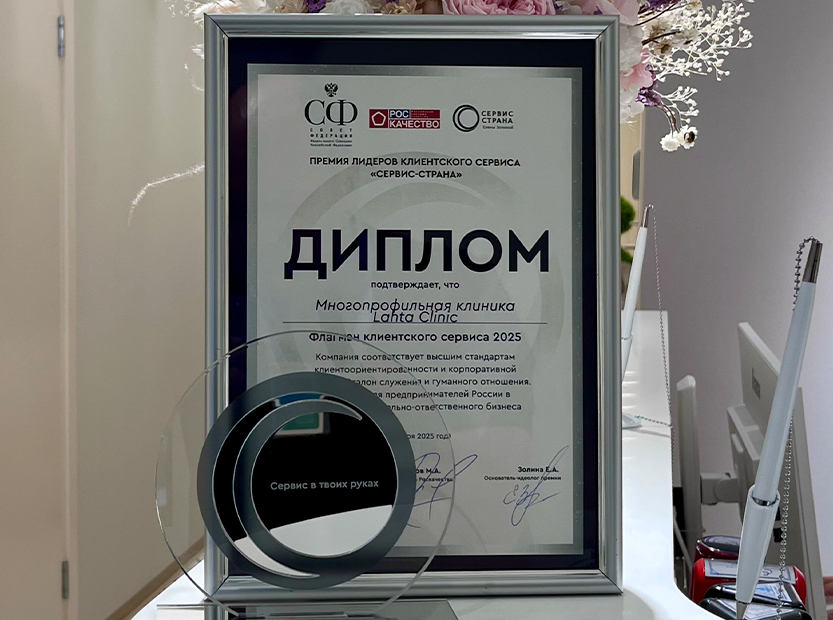 СФ
СОВЕТ
ФЕДЕРАЦИИ
РОС
КАЧЕСТВО
СЕРВИС
СТРАНА
ПРЕМИЯ ЛИДЕРОВ КЛИЕНТСКОГО СЕРВИСА
«СЕРВИС-СТРАНА»
ДИПЛОМ
подтверждает, что
Многопрофильная клиника
Lahta Clinic
Флагман клиентского сервиса 2025
Компания соответствует высшим стандартам
клиентоориентированности и корпоративной
служения и гуманного отношения.
предпринимателей России в
бизнеса
2025 год
М.А.
Золина Е.А.
Основатель-идеолог премии
Сервис в твоих руках